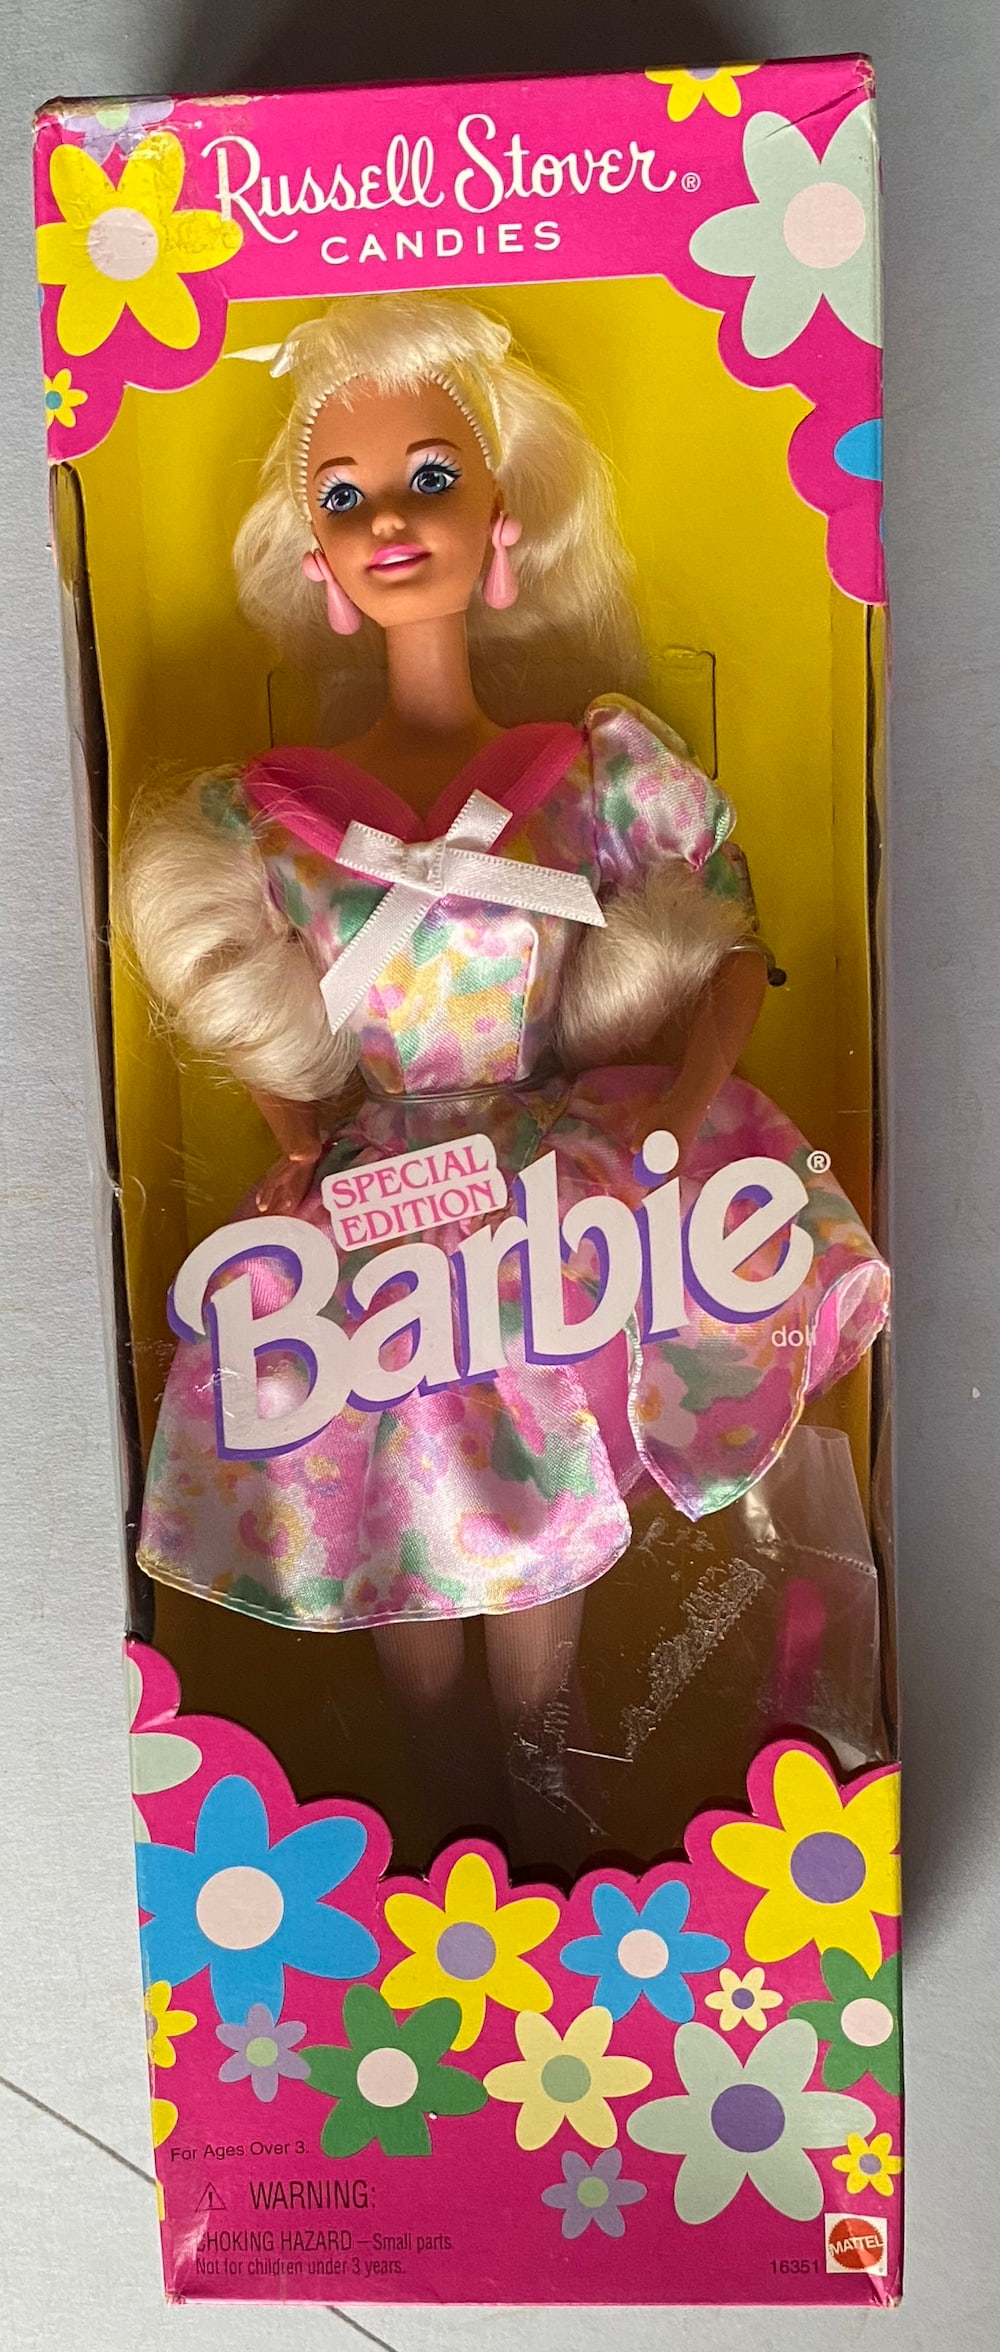 Russell Stover®
CANDIES
SPECIAL
EDITION
Barbie®
doll
For Ages Over 3.
⚠ WARNING:
CHOKING HAZARD – Small parts.
Not for children under 3 years.
16351
MATTEL